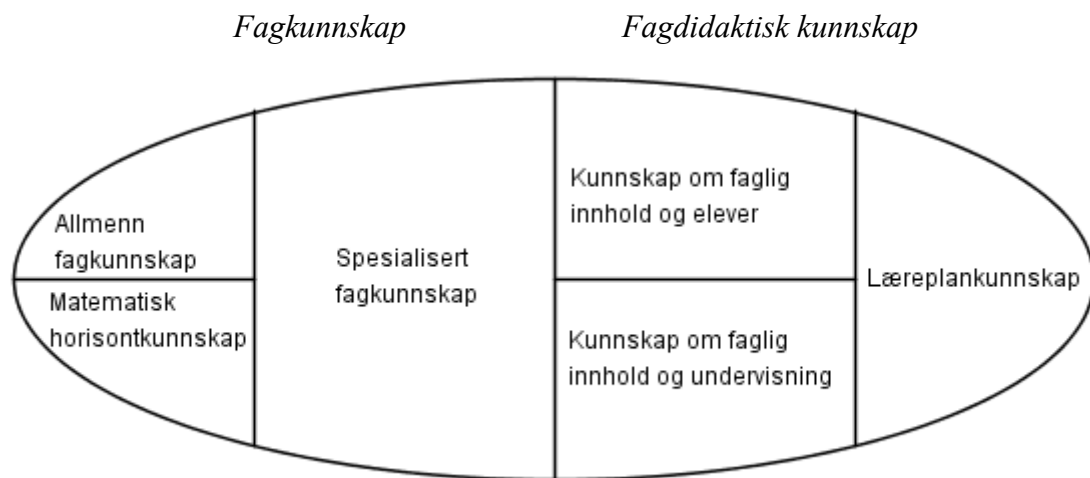 Fagkunnskap
Fagdidaktisk kunnskap
Allmenn
fagkunnskap
Matematisk
horisontkunnskap
Spesialisert
fagkunnskap
Kunnskap om faglig
innhold og elever
Kunnskap om faglig
innhold og undervisning
Læreplankunnskap